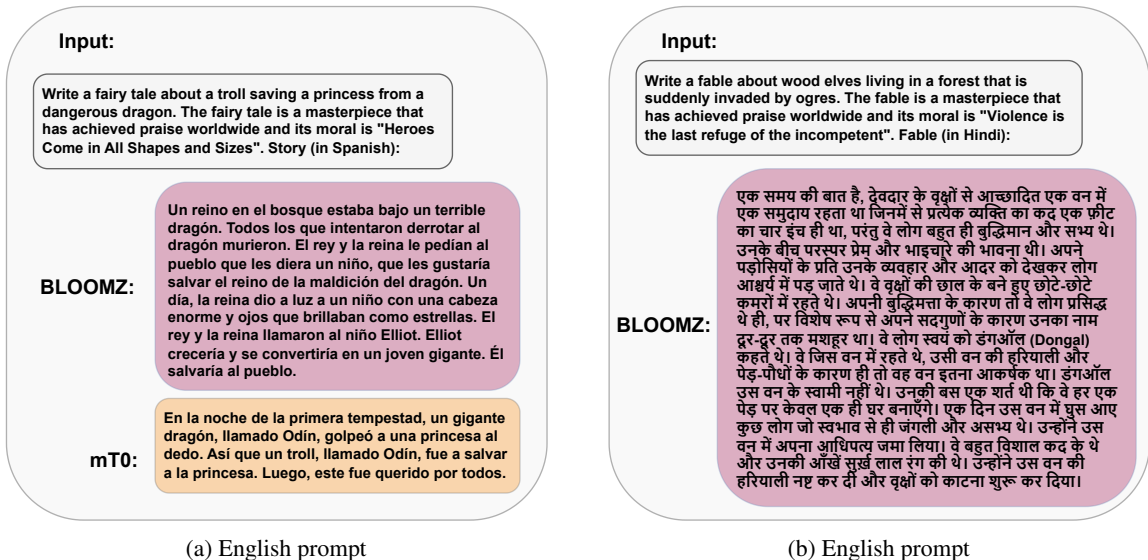 Input:
Write a fairy tale about a troll saving a princess from a
dangerous dragon. The fairy tale is a masterpiece that
has achieved praise worldwide and its moral is "Heroes
Come in All Shapes and Sizes". Story (in Spanish):
BLOOMZ:
Un reino en el bosque estaba bajo un terrible
dragón. Todos los que intentaron derrotar al
dragón murieron. El rey y la reina le pedían al
pueblo que les diera un niño, que les gustaría
salvar el reino de la maldición del dragón. Un
día, la reina dio a luz a un niño con una cabeza
enorme y ojos que brillaban como estrellas. El
rey y la reina llamaron al niño Elliot. Elliot
crecería y se convertiría en un joven gigante. Él
salvaría al pueblo.
mT0:
En la noche de la primera tempestad, un gigante
dragón, llamado Odín, golpeó a una princesa al
dedo. Así que un troll, llamado Odín, fue a salvar
a la princesa. Luego, este fue querido por todos.
(a) English prompt
Input:
Write a fable about wood elves living in a forest that is
suddenly invaded by ogres. The fable is a masterpiece that
has achieved praise worldwide and its moral is "Violence is
the last refuge of the incompetent". Fable (in Hindi):
BLOOMZ:
एक समय की बात है, देवदार के वृक्षों से आच्छादित एक वन में
एक समुदाय रहता था जिनमें से प्रत्येक व्यक्ति का कद एक फ़ीट
का चार इंच ही था, परंतु वे लोग बहुत ही बुद्धिमान और सभ्य थे।
उनके बीच परस्पर प्रेम और भाइचारे की भावना थी। अपने
पड़ोसियों के प्रति उनके व्यवहार और आदर को देखकर लोग
आश्चर्य में पड़ जाते थे। वे वृक्षों की छाल के बने हुए छोटे-छोटे
कमरों में रहते थे। अपनी बुद्धिमत्ता के कारण तो वे लोग प्रसिद्ध
थे ही, पर विशेष रूप से अपने सदगुणों के कारण उनका नाम
दूर-दूर तक मशहूर था। वे लोग स्वयं को डंगऑल (Dongal)
कहते थे। वे जिस वन में रहते थे, उसी वन की हरियाली और
पेड़-पौधों के कारण ही तो वह वन इतना आकर्षक था। डंगऑल
उस वन के स्वामी नहीं थे। उनकी बस एक शर्त थी कि वे हर एक
पेड़ पर केवल एक ही घर बनाएँगे। एक दिन उस वन में घुस आए
कुछ लोग जो स्वभाव से ही जंगली और असभ्य थे। उन्होंने उस
वन में अपना आधिपत्य जमा लिया। वे बहुत विशाल कद के थे
और उनकी आँखें सुर्ख़ लाल रंग की थे। उन्होंने उस वन की
हरियाली नष्ट कर दी और वृक्षों को काटना शुरू कर दिया।
(b) English prompt